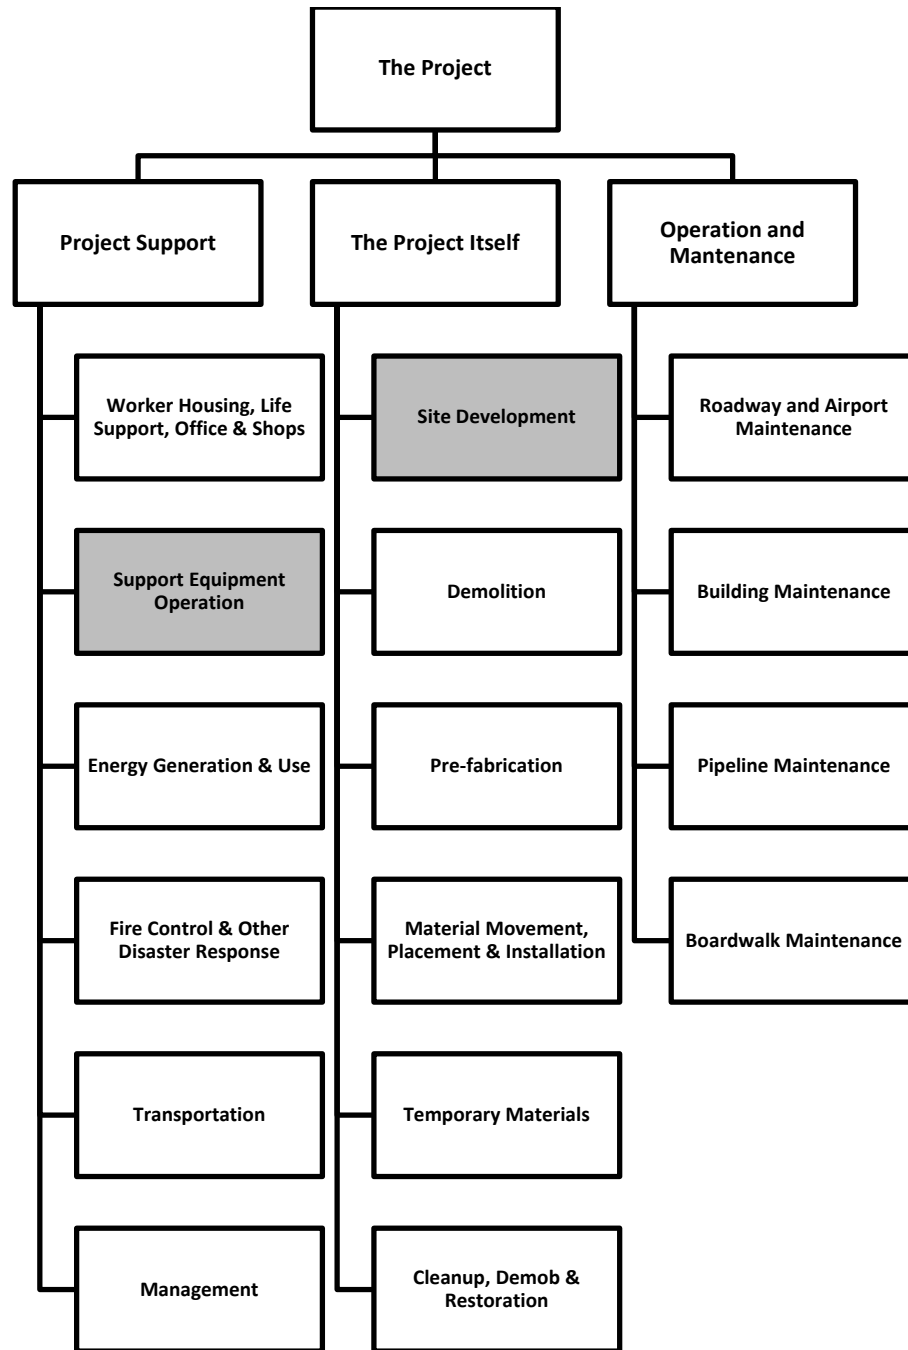 The Project
Project Support
The Project Itself
Operation and
Mantenance
Worker Housing, Life
Support, Office & Shops
Support Equipment
Operation
Energy Generation & Use
Fire Control & Other
Disaster Response
Transportation
Management
Site Development
Demolition
Pre-fabrication
Material Movement,
Placement & Installation
Temporary Materials
Cleanup, Demob &
Restoration
Roadway and Airport
Maintenance
Building Maintenance
Pipeline Maintenance
Boardwalk Maintenance